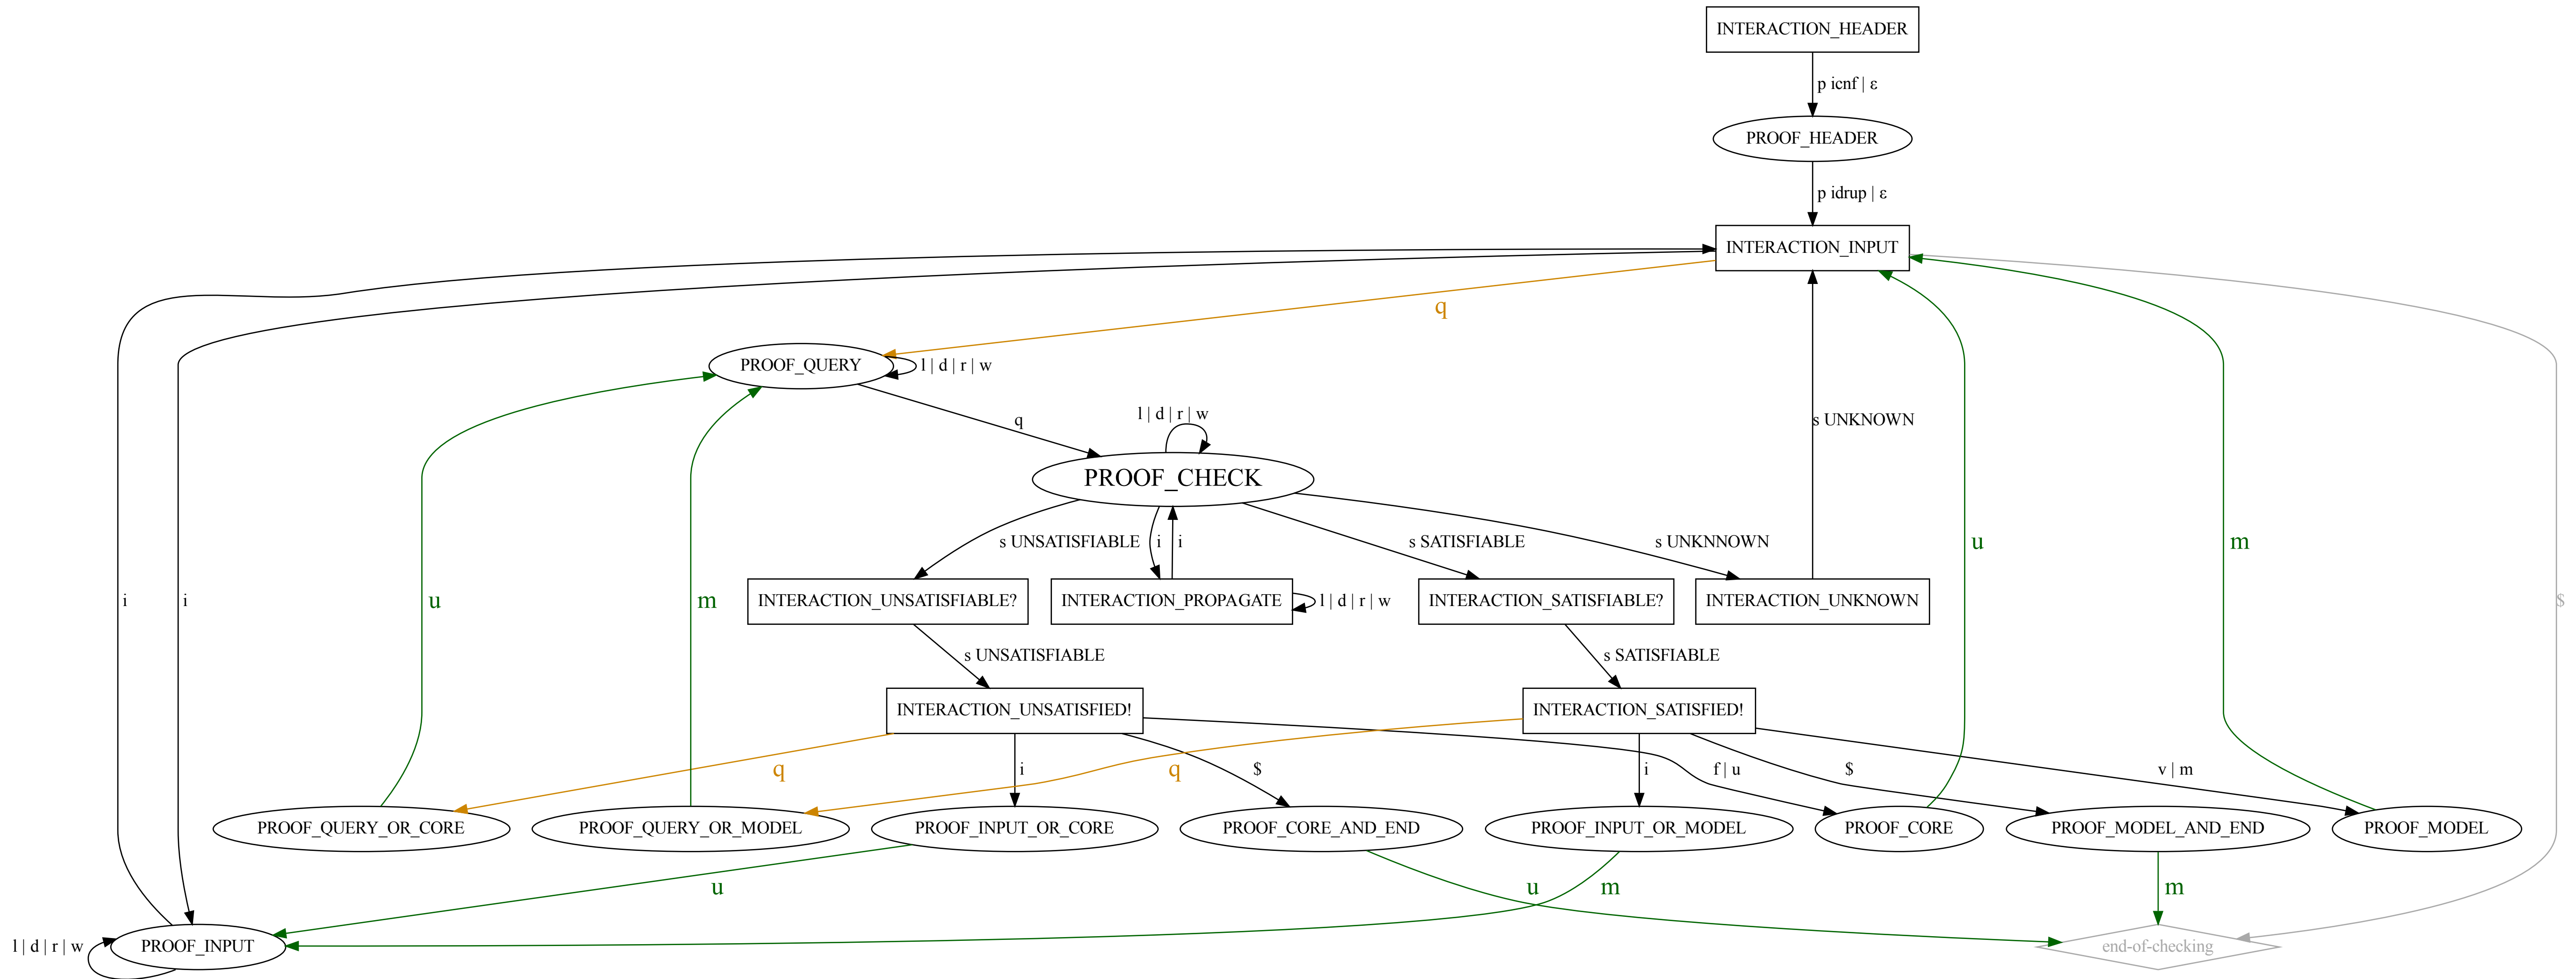 INTERACTION_HEADER
p icnf | ε
PROOF_HEADER
p idrup | ε
INTERACTION_INPUT
q
PROOF_QUERY
l | d | r | w
l | d | r | w
q
s UNKNOWN
PROOF_CHECK
s UNSATISFIABLE
i
i
s SATISFIABLE
s UNKNNOWN
i
i
u
m
INTERACTION_UNSATISFIABLE?
INTERACTION_PROPAGATE
l | d | r | w
INTERACTION_SATISFIABLE?
INTERACTION_UNKNOWN
u
m
$
s UNSATISFIABLE
s SATISFIABLE
INTERACTION_UNSATISFIED!
INTERACTION_SATISFIED!
q
i
q
$
i
f | u
$
v | m
PROOF_QUERY_OR_CORE
PROOF_QUERY_OR_MODEL
PROOF_INPUT_OR_CORE
PROOF_CORE_AND_END
PROOF_INPUT_OR_MODEL
PROOF_CORE
PROOF_MODEL_AND_END
PROOF_MODEL
u
u
m
m
l | d | r | w
PROOF_INPUT
end-of-checking